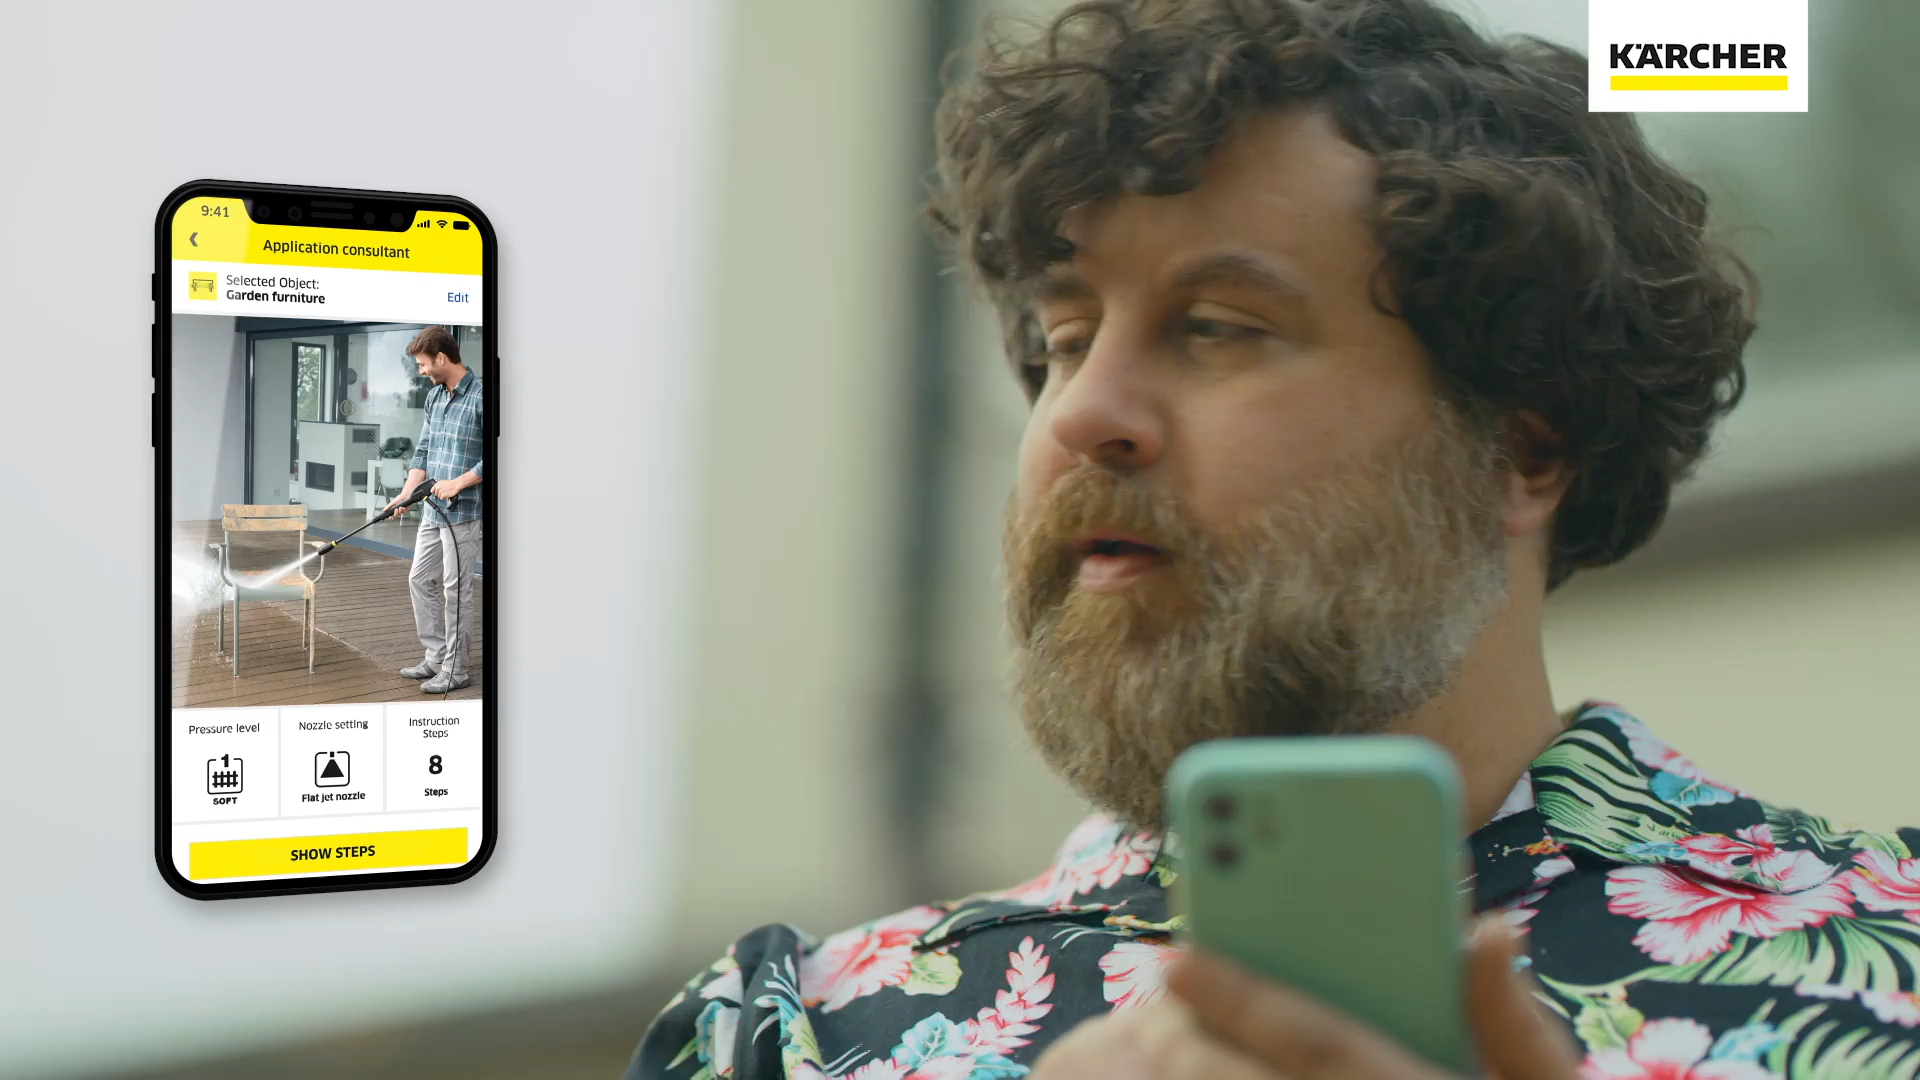 KÄRCHER
9:41
Application consultant
Selected Object:
Garden furniture
Edit
Pressure level
Nozzle setting
Instruction
Steps
1
SOFT
Flat jet nozzle
8
Steps
SHOW STEPS